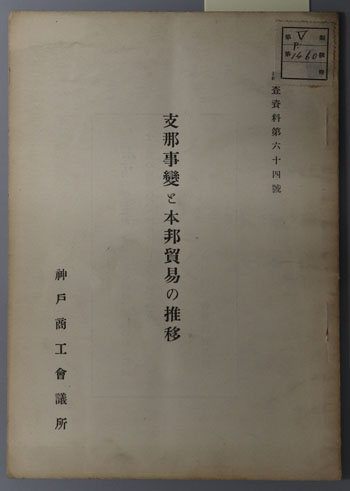 査資料第六十四號
支那事變と本邦貿易の推移
神戸商工會議所